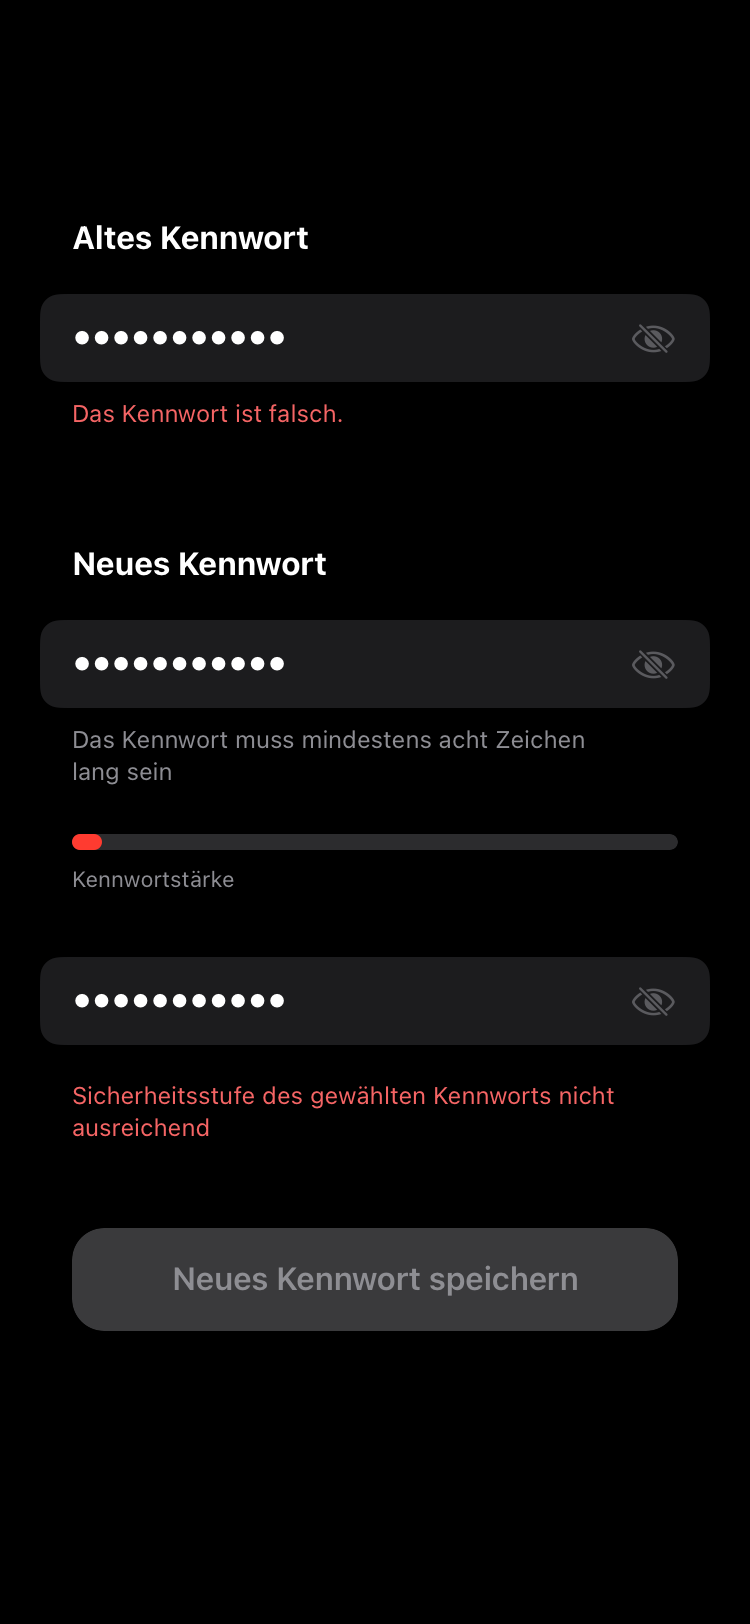 Altes Kennwort
•••••••••••
Das Kennwort ist falsch.
Neues Kennwort
•••••••••••
Das Kennwort muss mindestens acht Zeichen
lang sein
Kennwortstärke
•••••••••••
Sicherheitsstufe des gewählten Kennworts nicht
ausreichend
Neues Kennwort speichern